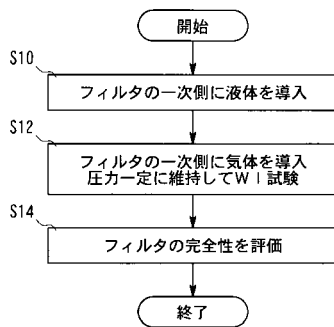 開始
S10
フィルタの一次側に液体を導入
S12
フィルタの一次側に気体を導入
圧力一定に維持してWI試験
S14
フィルタの完全性を評価
終了